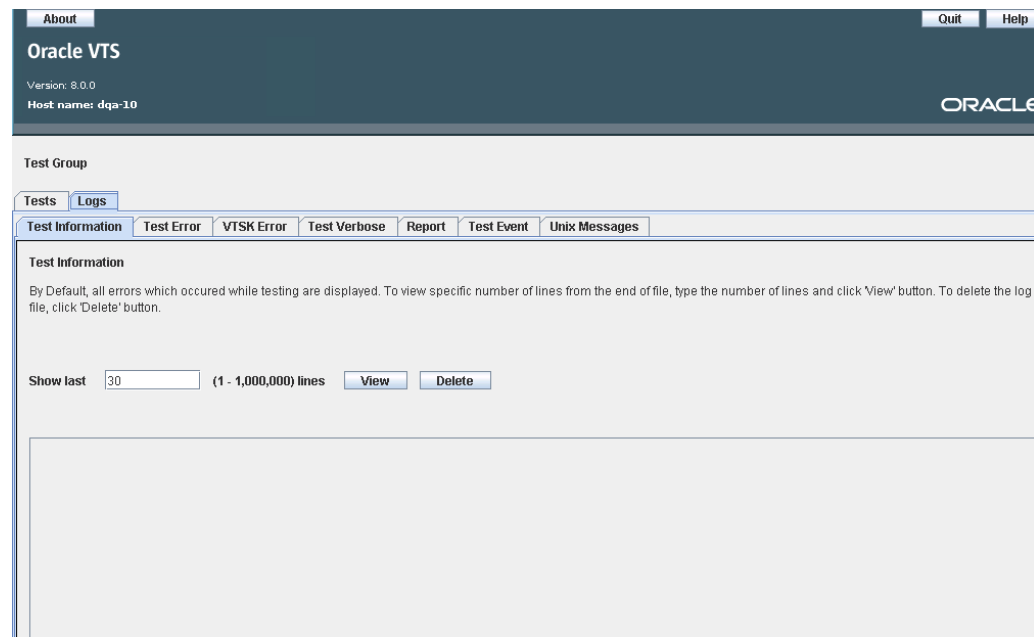 About Quit Help
Oracle VTS
Version: 8.0.0
Host name: dqa-10
ORACLE
Test Group
Tests Logs
Test Information Test Error VTSK Error Test Verbose Report Test Event Unix Messages
Test Information
By Default, all errors which occured while testing are displayed. To view specific number of lines from the end of file, type the number of lines and click 'View' button. To delete the log
file, click 'Delete' button.
Show last 30 (1 - 1,000,000) lines View Delete